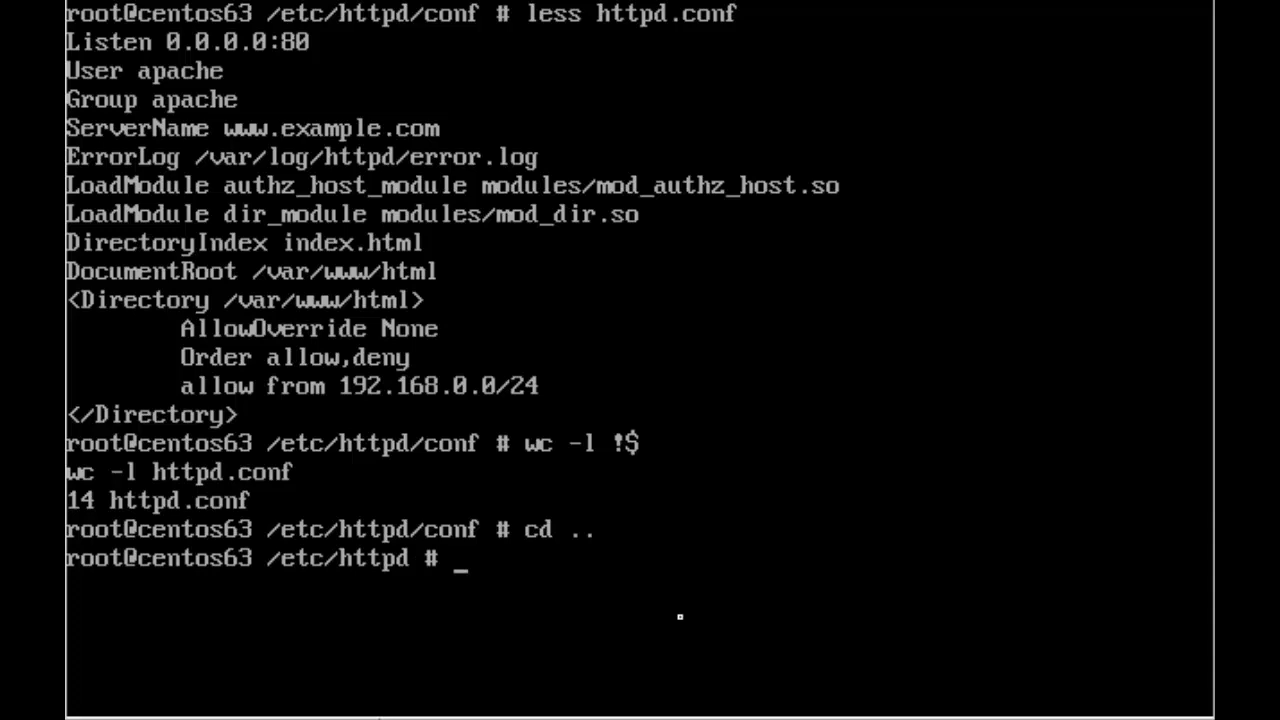 root@centos63 /etc/httpd/conf # less httpd.conf
Listen 0.0.0.0:80
User apache
Group apache
ServerName www.example.com
ErrorLog /var/log/httpd/error.log
LoadModule authz_host_module modules/mod_authz_host.so
LoadModule dir_module modules/mod_dir.so
DirectoryIndex index.html
DocumentRoot /var/www/html
<Directory /var/www/html>
        AllowOverride None
        Order allow,deny
        allow from 192.168.0.0/24
</Directory>
root@centos63 /etc/httpd/conf # wc -l !$
wc -l httpd.conf
14 httpd.conf
root@centos63 /etc/httpd/conf # cd ..
root@centos63 /etc/httpd # _